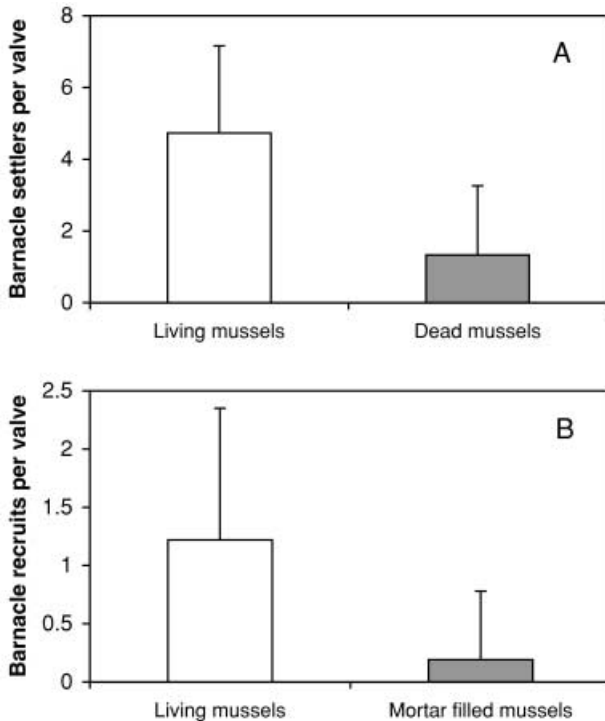 Barnacle settlers per valve
8
6
4
2
0
A
Living mussels
Dead mussels
Barnacle recruits per valve
2.5
2
1.5
1
0.5
0
B
Living mussels
Mortar filled mussels